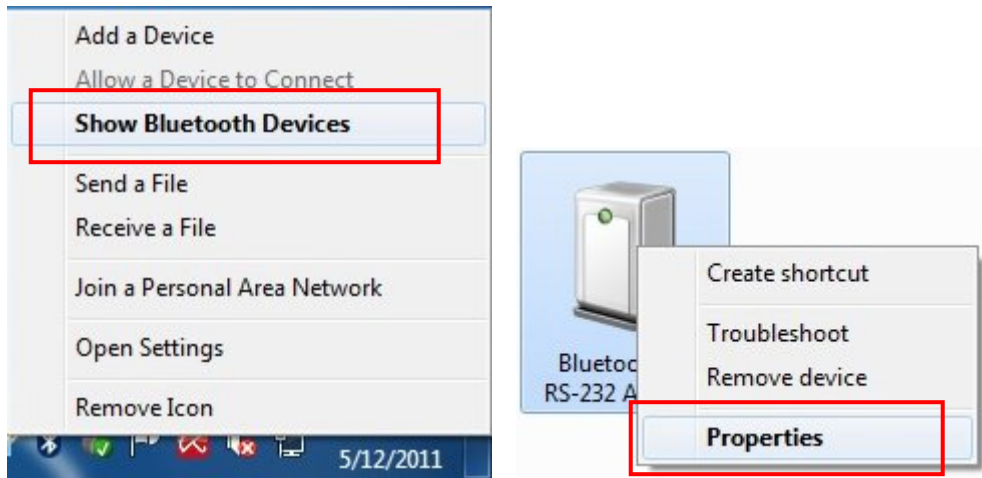 Add a Device
Allow a Device to Connect
Show Bluetooth Devices
Send a File
Receive a File
Join a Personal Area Network
Open Settings
Remove Icon
5/12/2011
Create shortcut
Troubleshoot
Remove device
Properties
RS-232